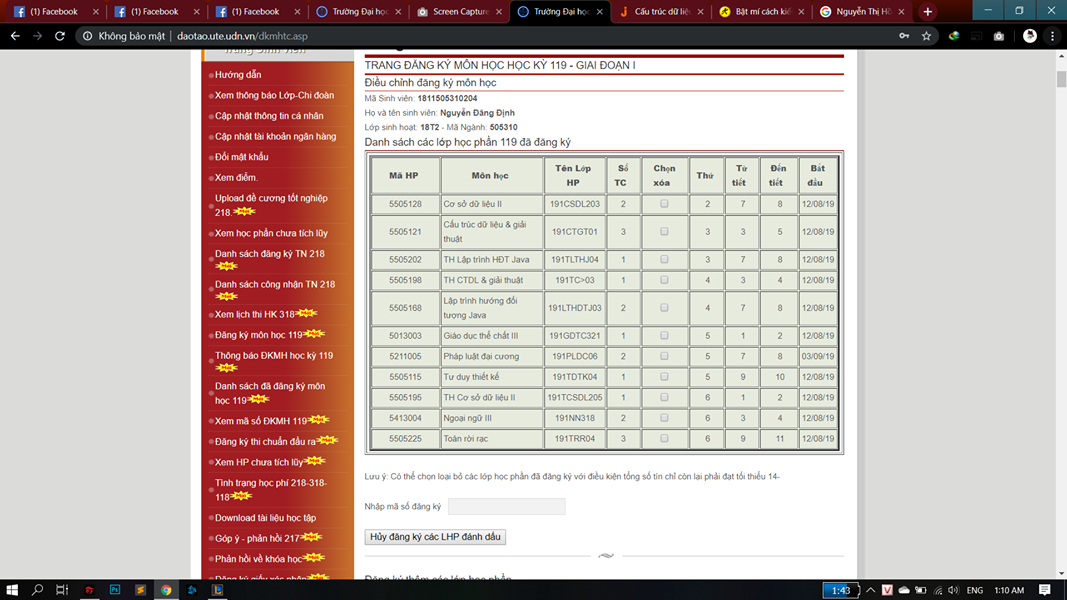 (1) Facebook
(1) Facebook
(1) Facebook
Trường Đại học
Screen Capture
Trường Đại học
Cấu trúc dữ liệ
Bật mí cách kiể
Nguyễn Thị Hồ
Không bảo mật | daotao.ute.udn.vn/dkmhtc.asp
Trang Sinh viên
Hướng dẫn
Xem thông báo Lớp-Chi đoàn
Cập nhật thông tin cá nhân
Cập nhật tài khoản ngân hàng
Đổi mật khẩu
Xem điểm.
Upload đồ cương tốt nghiệp
218.
Xem học phần chưa tích lũy
Danh sách đăng ký TN 218
Danh sách công nhận TN 218
Xem lịch thi HK 318
Đăng ký môn học 119
Thông báo ĐKMH học kỳ 119
Danh sách đã đăng ký môn
học 119
Xem mã số ĐKMH 119
Đăng ký thi chuẩn đầu ra
Xem HP chưa tích lũy
Tình trạng học phí 218-318-
118
Download tài liệu học tập
Góp ý - phản hồi 217
Phản hồi về khóa học
Đăng ký giấy xác nhận
TRANG ĐĂNG KÝ MÔN HỌC HỌC KỲ 119 - GIAI ĐOẠN I
Điều chỉnh đăng ký môn học
Mã Sinh viên: 1811505310204
Họ và tên sinh viên: Nguyễn Đăng Định
Lớp sinh hoạt: 18T2 - Mã Ngành: 505310
Danh sách các lớp học phần 119 đã đăng ký
Mã HP Môn học Tên Lớp HP Số TC Chọn xóa Thứ Từ tiết Đến tiết Bắt đầu
5505128 Cơ sở dữ liệu II 191CSDL203 2 2 7 8 12/08/19
5505121 Cấu trúc dữ liệu & giải thuật 191CTGT01 3 3 3 5 12/08/19
5505202 TH Lập trình HĐT Java 191TLTHJ04 1 3 7 8 12/08/19
5505198 TH CTDL & giải thuật 191TC>03 1 4 3 4 12/08/19
5505168 Lập trình hướng đối tượng Java 191LTHDTJ03 2 4 7 8 12/08/19
5013003 Giáo dục thể chất III 191GDTC321 1 5 1 2 12/08/19
5211005 Pháp luật đại cương 191PLDC06 2 5 7 8 03/09/19
5505115 Tư duy thiết kế 191TDTK04 1 5 9 10 12/08/19
5505195 TH Cơ sở dữ liệu II 191TCSDL205 1 6 1 2 12/08/19
5413004 Ngoại ngữ III 191NN318 2 6 3 4 12/08/19
5505225 Toán rời rạc 191TRR04 3 6 9 11 12/08/19
Lưu ý: Có thể chọn loại bỏ các lớp học phần đã đăng ký với điều kiện tổng số tín chỉ còn lại phải đạt tối thiểu 14-
Nhập mã số đăng ký
Hủy đăng ký các LHP đánh dấu
Đăng ký thêm các lớp học phần
1:43
ENG
1:10 AM